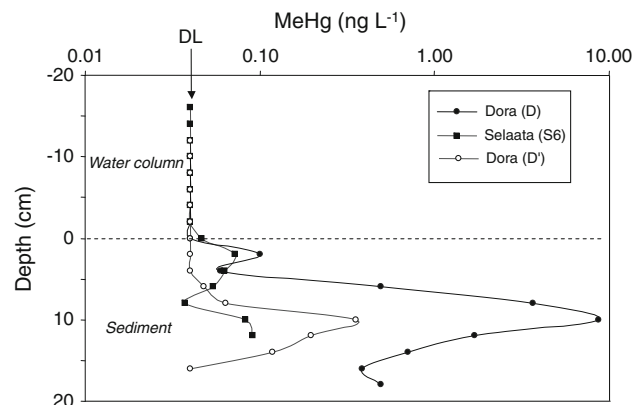 MeHg (ng L-1)
DL
0.01 0.10 1.00 10.00
-20
-10
0
10
20
Depth (cm)
Water column
Sediment
Dora (D)
Selaata (S6)
Dora (D')